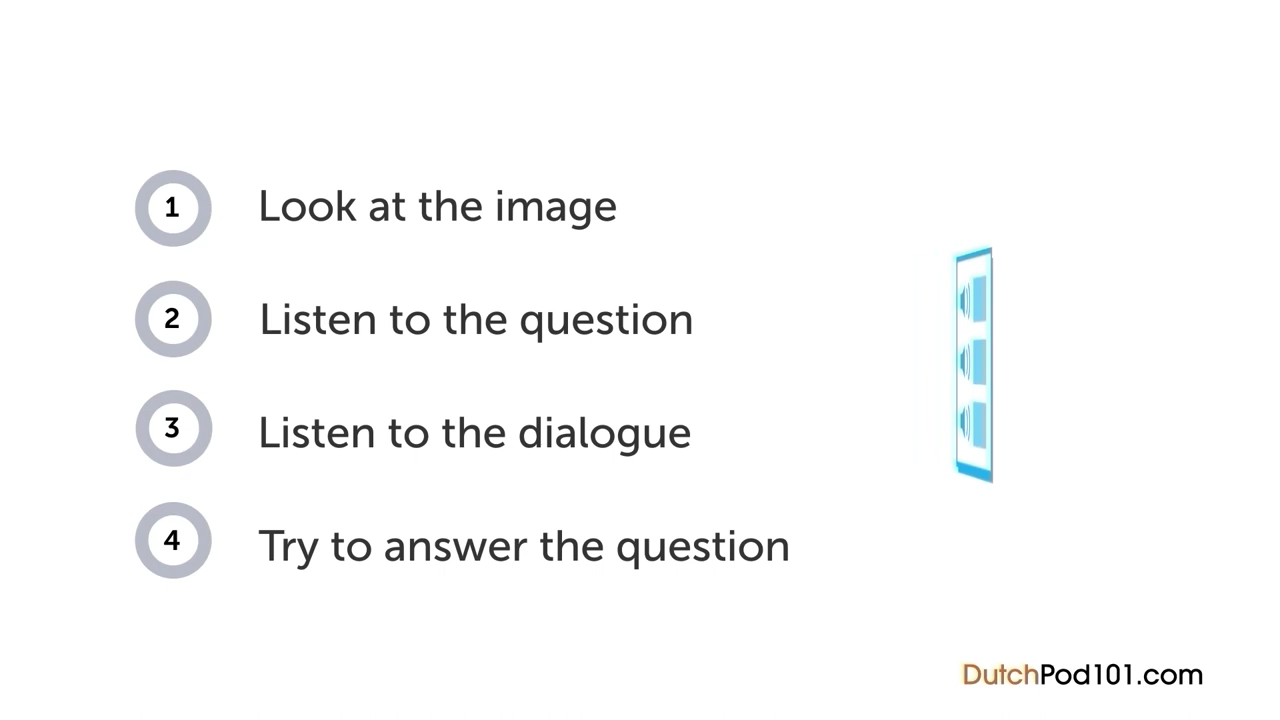 1 Look at the image
2 Listen to the question
3 Listen to the dialogue
4 Try to answer the question
DutchPod101.com